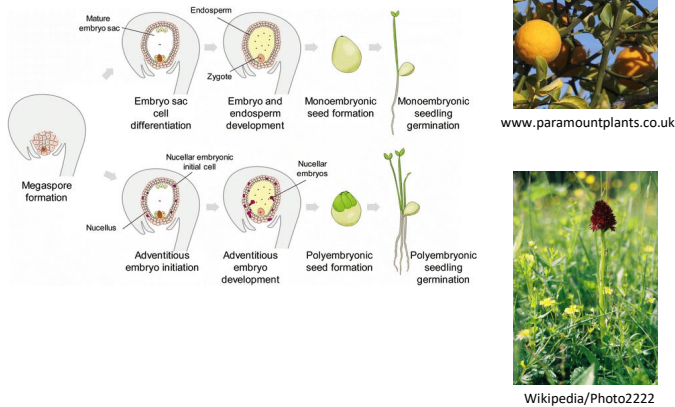 Mature
embryo sac
Endosperm
Zygote
Embryo sac
cell
differentiation
Embryo and
endosperm
development
Monoembryonic
seed formation
Monoembryonic
seedling
germination
Megaspore
formation
Nucellar embryonic
initial cell
Nucellar
embryos
Nucellus
Adventitious
embryo initiation
Adventitious
embryo
development
Polyembryonic
seed formation
Polyembryonic
seedling
germination
www.paramountplants.co.uk
Wikipedia/Photo2222